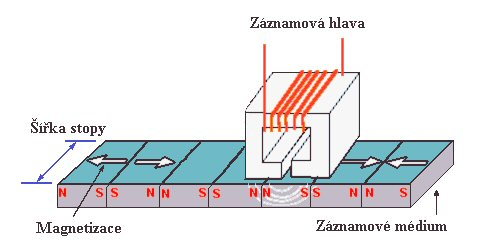 Záznamová hlava
Šířka stopy
N S S N N S S N N S S N N S
Magnetizace
Záznamové médium